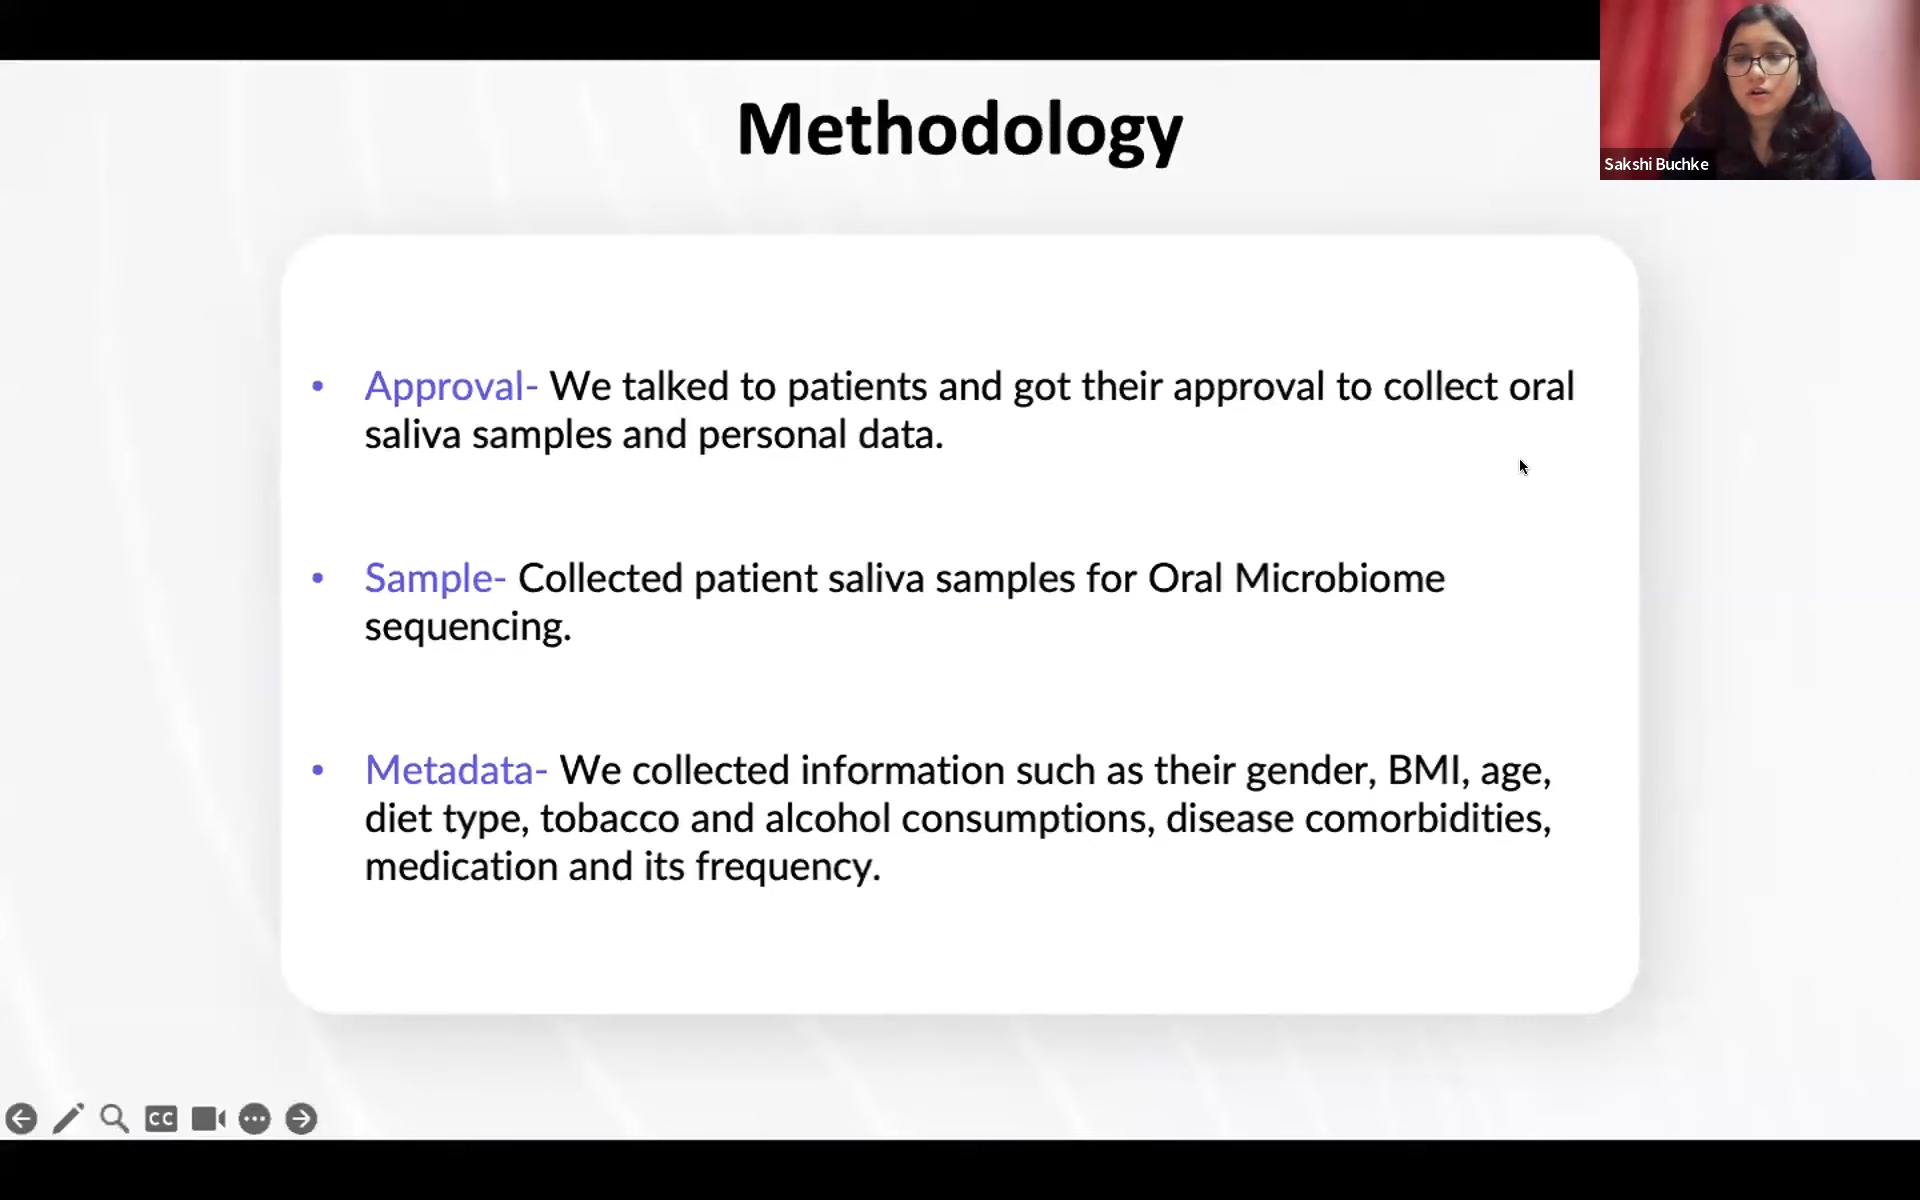 Methodology
Sakshi Buchke
• Approval- We talked to patients and got their approval to collect oral
saliva samples and personal data.
• Sample- Collected patient saliva samples for Oral Microbiome
sequencing.
• Metadata- We collected information such as their gender, BMI, age,
diet type, tobacco and alcohol consumptions, disease comorbidities,
medication and its frequency.
CC